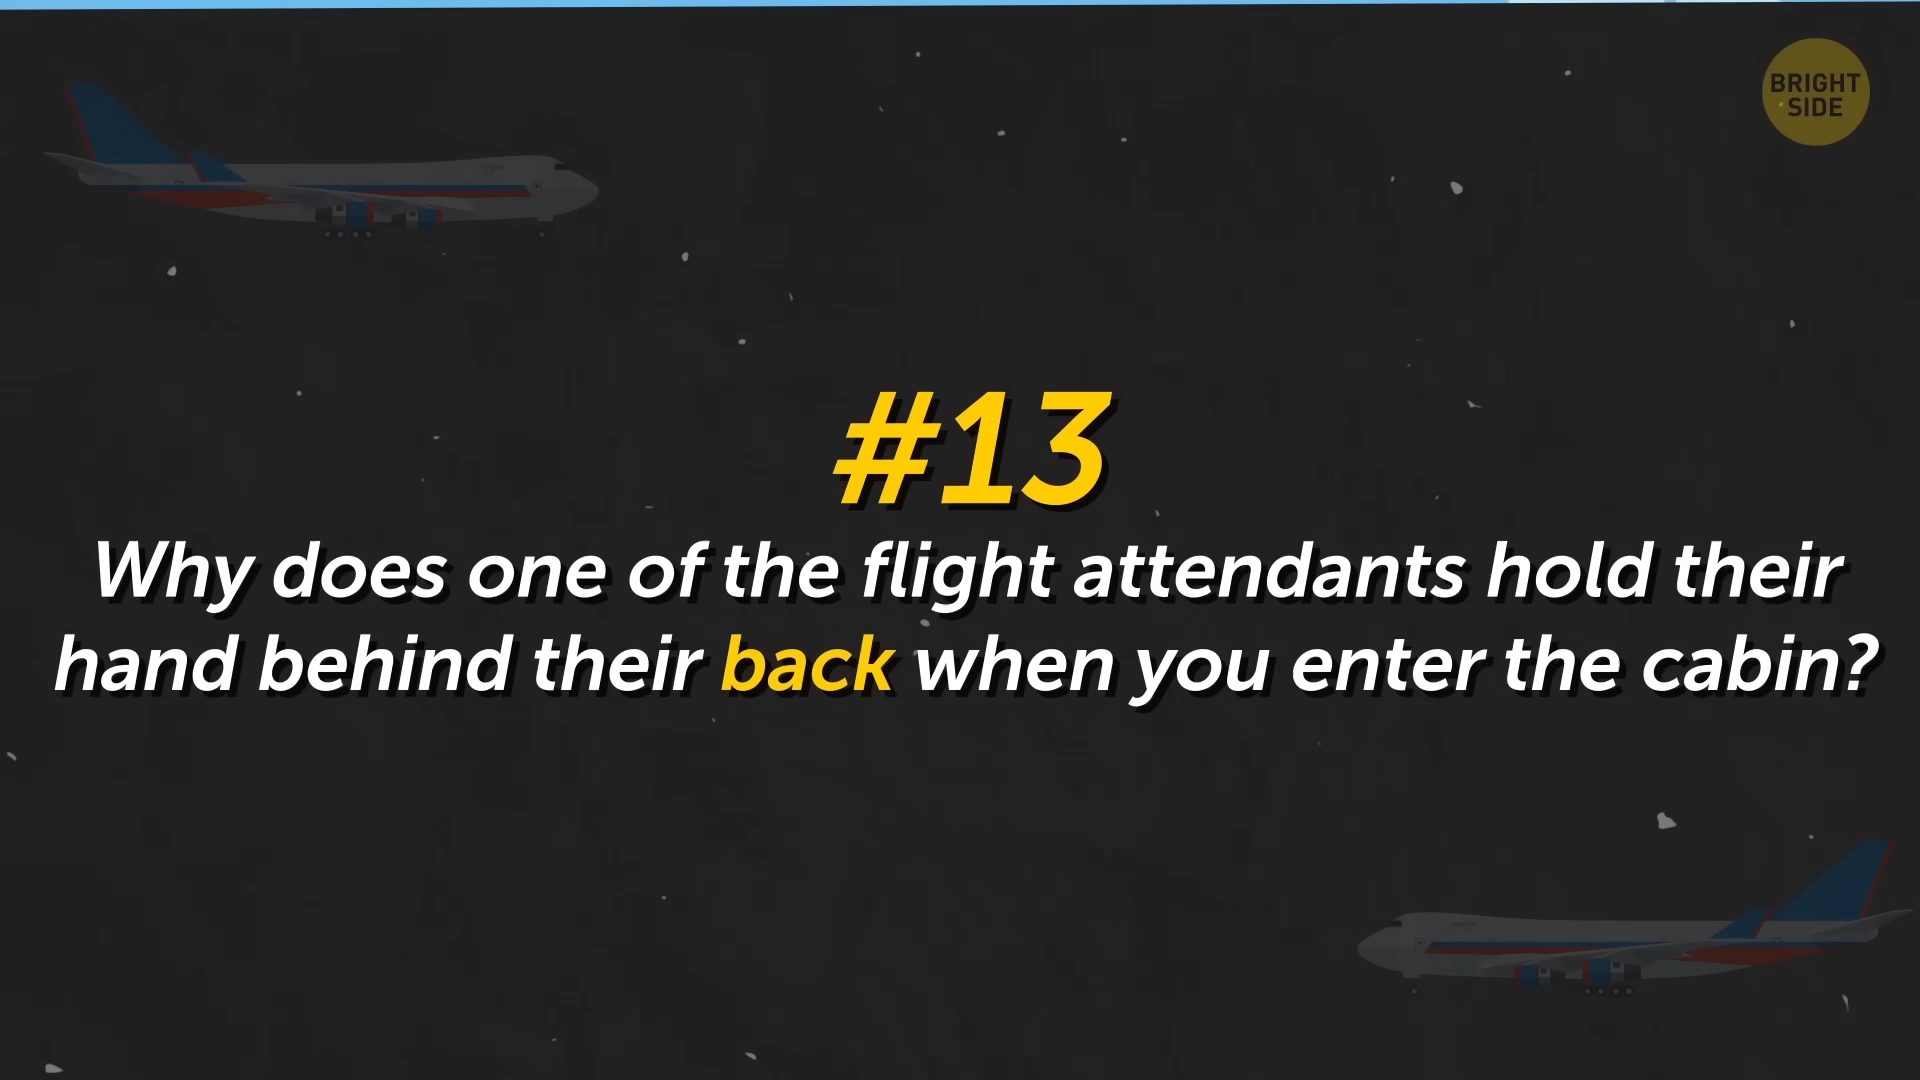 BRIGHT
SIDE
#13
Why does one of the flight attendants hold their
hand behind their back when you enter the cabin?